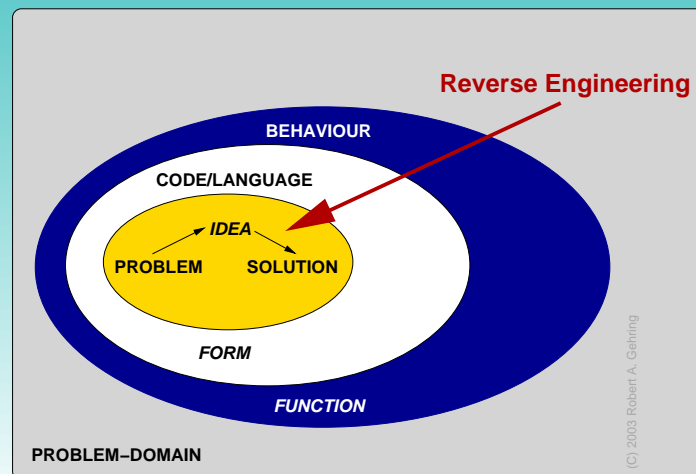 Reverse Engineering
BEHAVIOUR
CODE/LANGUAGE
IDEA
PROBLEM SOLUTION
FORM
FUNCTION
PROBLEM–DOMAIN
(C) 2003 Robert A. Gehring